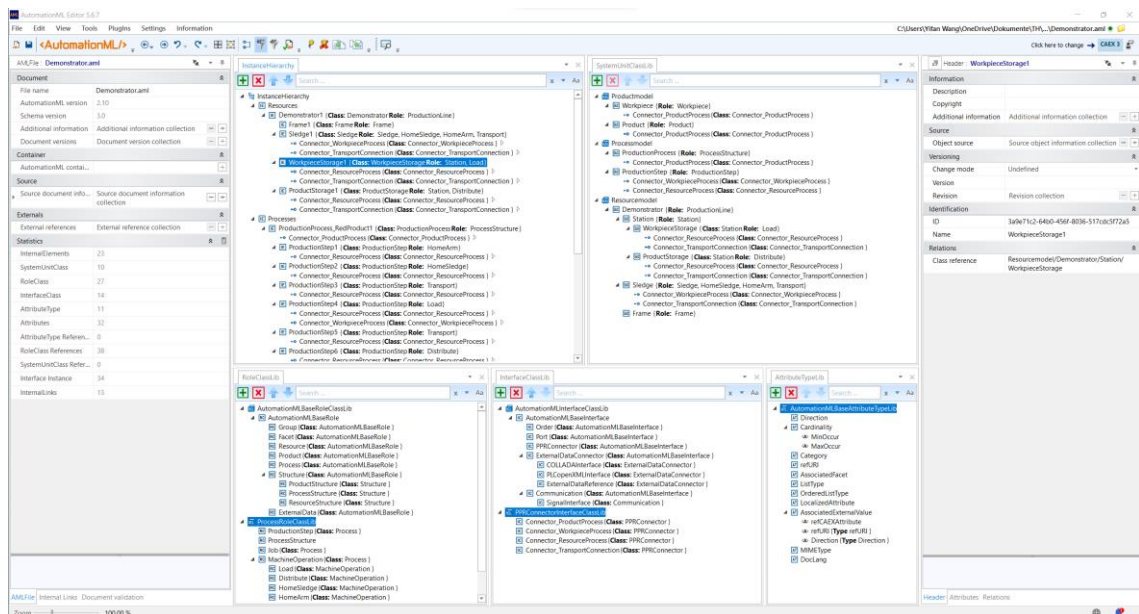 AutomationML Editor 5.6.7
File Edit View Tools Plugins Settings Information
C:\Users\Yifan Wang\OneDrive\Dokumente\TH\...\Demonstrator.aml
<AutomationML/>
Click here to change → CAEX 3
AMLFile : Demonstrator.aml
Document
File name Demonstrator.aml
AutomationML version 2.10
Schema version 3.0
Additional information Additional information collection
Document versions Document version collection
Container
AutomationML contai...
Source
Source document info... Source document information collection
Externals
External references External reference collection
Statistics
InternalElements 23
SystemUnitClass 10
RoleClass 27
InterfaceClass 14
AttributeType 11
Attributes 32
AttributeType Referen... 0
RoleClass References 38
SystemUnitClass Refer... 0
Interface Instance 34
InternalLinks 15
AMLFile Internal Links Document validation
Zoom 100.00 %
InstanceHierarchy
Search ...
InstanceHierarchy
Resources
Demonstrator1 {Class: Demonstrator Role: ProductionLine}
Frame1 {Class: Frame Role: Frame}
Sledge1 {Class: Sledge Role: Sledge, HomeSledge, HomeArm, Transport}
Connector_WorkpieceProcess {Class: Connector_WorkpieceProcess }
Connector_TransportConnection {Class: Connector_TransportConnection }
WorkpieceStorage1 {Class: WorkpieceStorage Role: Station, Load}
Connector_ResourceProcess {Class: Connector_ResourceProcess }
Connector_TransportConnection {Class: Connector_TransportConnection }
ProductStorage1 {Class: ProductStorage Role: Station, Distribute}
Connector_ResourceProcess {Class: Connector_ResourceProcess }
Connector_TransportConnection {Class: Connector_TransportConnection }
Processes
ProductionProcess_RedProduct1 {Class: ProductionProcess Role: ProcessStructure}
Connector_ProductProcess {Class: Connector_ProductProcess }
ProductionStep1 {Class: ProductionStep Role: HomeArm}
Connector_ResourceProcess {Class: Connector_ResourceProcess }
ProductionStep2 {Class: ProductionStep Role: HomeSledge}
Connector_ResourceProcess {Class: Connector_ResourceProcess }
ProductionStep3 {Class: ProductionStep Role: Transport}
Connector_ResourceProcess {Class: Connector_ResourceProcess }
ProductionStep4 {Class: ProductionStep Role: Load}
Connector_ResourceProcess {Class: Connector_ResourceProcess }
Connector_WorkpieceProcess {Class: Connector_WorkpieceProcess }
ProductionStep5 {Class: ProductionStep Role: Transport}
Connector_ResourceProcess {Class: Connector_ResourceProcess }
ProductionStep6 {Class: ProductionStep Role: Distribute}
Connector_ResourceProcess {Class: Connector_ResourceProcess }
SystemUnitClassLib
Search ...
Productmodel
Workpiece {Role: Workpiece}
Connector_ProductProcess {Class: Connector_ProductProcess }
Product {Role: Product}
Connector_ProductProcess {Class: Connector_ProductProcess }
Processmodel
ProductionProcess {Role: ProcessStructure}
Connector_ProductProcess {Class: Connector_ProductProcess }
ProductionStep {Role: ProductionStep}
Connector_WorkpieceProcess {Class: Connector_WorkpieceProcess }
Connector_ResourceProcess {Class: Connector_ResourceProcess }
Resourcemodel
Demonstrator {Role: ProductionLine}
Station {Role: Station}
WorkpieceStorage {Class: Station Role: Load}
Connector_ResourceProcess {Class: Connector_ResourceProcess }
Connector_TransportConnection {Class: Connector_TransportConnection }
ProductStorage {Class: Station Role: Distribute}
Connector_ResourceProcess {Class: Connector_ResourceProcess }
Connector_TransportConnection {Class: Connector_TransportConnection }
Sledge {Role: Sledge, HomeSledge, HomeArm, Transport}
Connector_WorkpieceProcess {Class: Connector_WorkpieceProcess }
Connector_TransportConnection {Class: Connector_TransportConnection }
Frame {Role: Frame}
RoleClassLib
Search ...
AutomationMLBaseRoleClassLib
AutomationMLBaseRole
Group {Class: AutomationMLBaseRole }
Facet {Class: AutomationMLBaseRole }
Resource {Class: AutomationMLBaseRole }
Product {Class: AutomationMLBaseRole }
Process {Class: AutomationMLBaseRole }
Structure {Class: AutomationMLBaseRole }
ProductStructure {Class: Structure }
ProcessStructure {Class: Structure }
ResourceStructure {Class: Structure }
ExternalData {Class: AutomationMLBaseRole }
ProcessRoleClassLib
ProductionStep {Class: Process }
ProcessStructure
Job {Class: Process }
MachineOperation {Class: Process }
Load {Class: MachineOperation }
Distribute {Class: MachineOperation }
HomeSledge {Class: MachineOperation }
HomeArm {Class: MachineOperation }
InterfaceClassLib
Search ...
AutomationMLInterfaceClassLib
AutomationMLBaseInterface
Order {Class: AutomationMLBaseInterface }
Port {Class: AutomationMLBaseInterface }
PPRConnector {Class: AutomationMLBaseInterface }
ExternalDataConnector {Class: AutomationMLBaseInterface }
COLLADAInterface {Class: ExternalDataConnector }
PLCopenXMLInterface {Class: ExternalDataConnector }
ExternalDataReference {Class: ExternalDataConnector }
Communication {Class: AutomationMLBaseInterface }
SignalInterface {Class: Communication }
PPRConnectorInterfaceClassLib
Connector_ProductProcess {Class: PPRConnector }
Connector_WorkpieceProcess {Class: PPRConnector }
Connector_ResourceProcess {Class: PPRConnector }
Connector_TransportConnection {Class: PPRConnector }
AttributeTypeLib
Search ...
AutomationMLBaseAttributeTypeLib
Direction
Cardinality
MinOccur
MaxOccur
Category
refURI
AssociatedFacet
ListType
OrderedListType
LocalizedAttribute
AssociatedExternalValue
refCAEXAttribute
refURI {Type refURI }
Direction {Type Direction }
MIMEType
DocLang
Header : WorkpieceStorage1
Information
Description
Copyright
Additional information Additional information collection
Source
Object source Source object information collection
Versioning
Change mode Undefined
Version
Revision Revision collection
Identification
ID 3a9e71c2-64b0-456f-8036-517cdc5f72a5
Name WorkpieceStorage1
Relations
Class reference Resourcemodel/Demonstrator/Station/
WorkpieceStorage
Header Attributes Relations